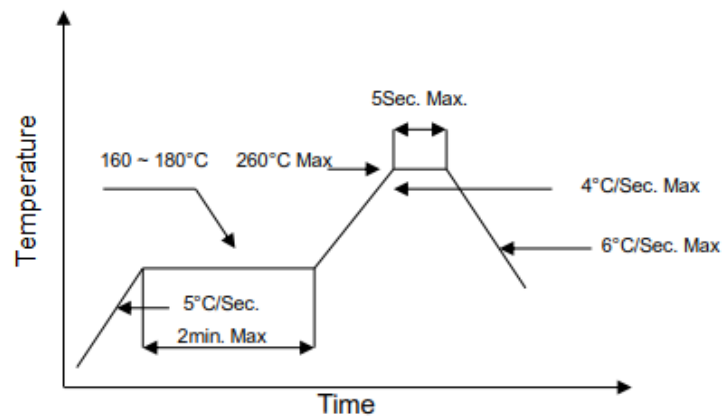 5Sec. Max.
160 ~ 180°C
260°C Max
4°C/Sec. Max
6°C/Sec. Max
5°C/Sec.
2min. Max
Temperature
Time